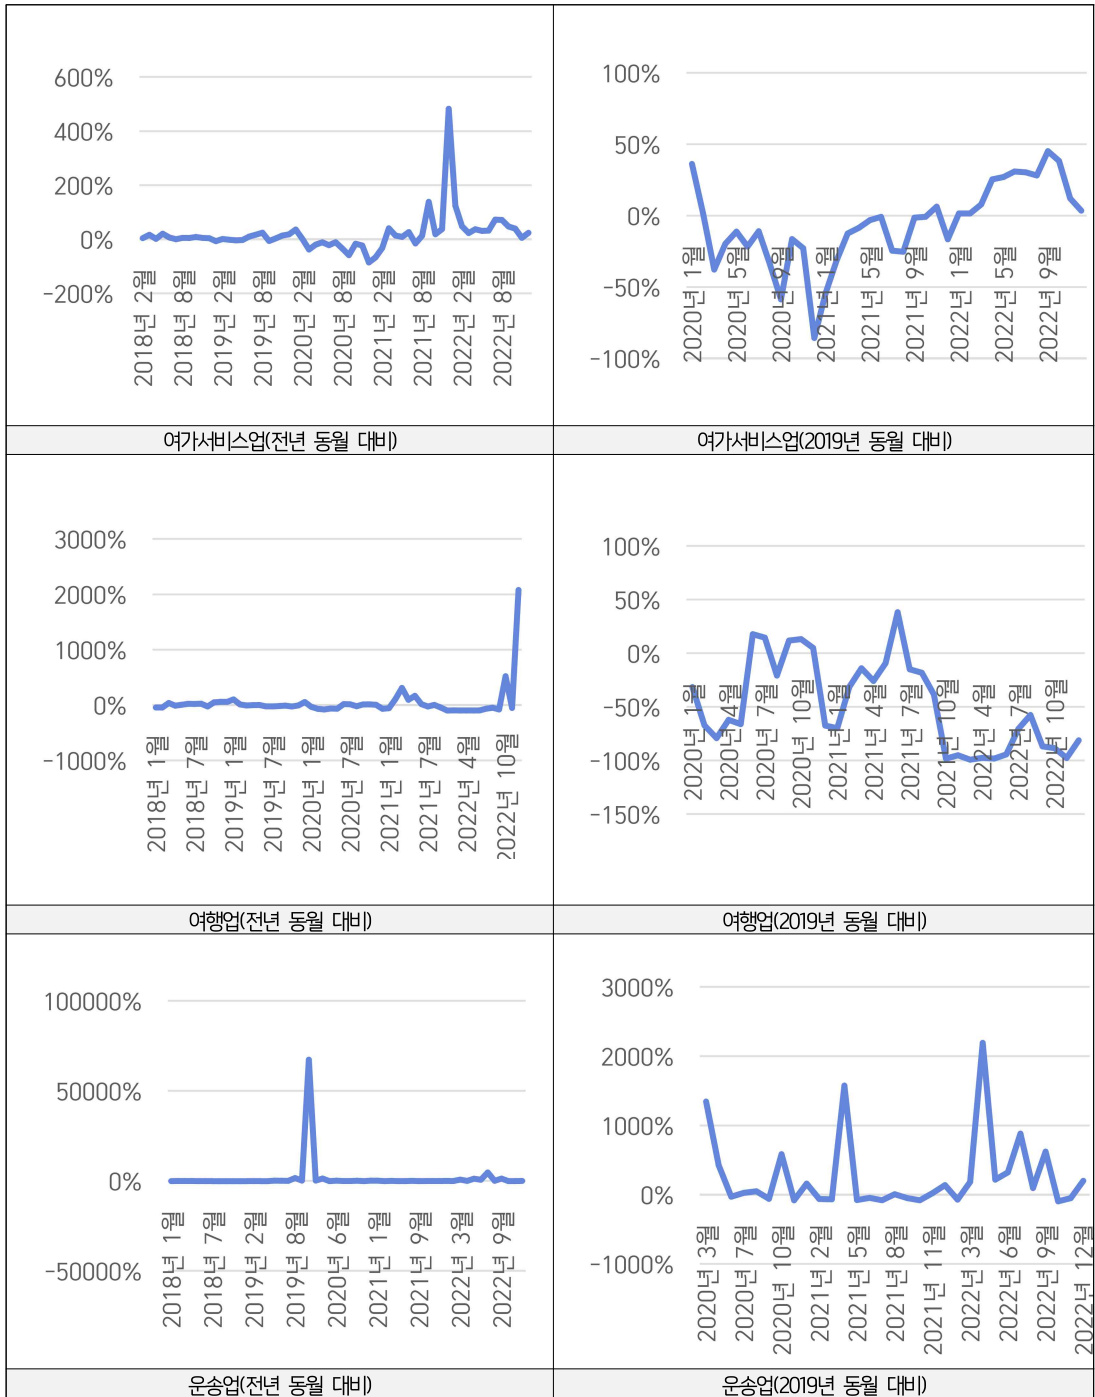 600%
400%
200%
0%
-200%
2018년 2월
2018년 8월
2019년 2월
2019년 8월
2020년 2월
2020년 8월
2021년 2월
2021년 8월
2022년 2월
2022년 8월
100%
50%
0%
-50%
-100%
2020년 1월
2020년 5월
2020년 9월
2021년 1월
2021년 5월
2021년 9월
2022년 1월
2022년 5월
2022년 9월
여가서비스업(전년 동월 대비)
여가서비스업(2019년 동월 대비)
3000%
2000%
1000%
0%
-1000%
2018년 1월
2018년 7월
2019년 1월
2019년 7월
2020년 1월
2020년 7월
2021년 1월
2021년 7월
2022년 4월
2022년 10월
100%
50%
0%
-50%
-100%
-150%
2020년 1월
2020년 4월
2020년 7월
2020년 10월
2021년 1월
2021년 4월
2021년 7월
2021년 10월
2022년 4월
2022년 7월
2022년 10월
여행업(전년 동월 대비)
여행업(2019년 동월 대비)
100000%
50000%
0%
-50000%
2018년 1월
2018년 7월
2019년 2월
2019년 8월
2020년 6월
2021년 1월
2021년 9월
2022년 3월
2022년 9월
3000%
2000%
1000%
0%
-1000%
2020년 3월
2020년 7월
2020년 10월
2021년 2월
2021년 5월
2021년 8월
2021년 11월
2022년 3월
2022년 6월
2022년 9월
2022년 12월
운송업(전년 동월 대비)
운송업(2019년 동월 대비)